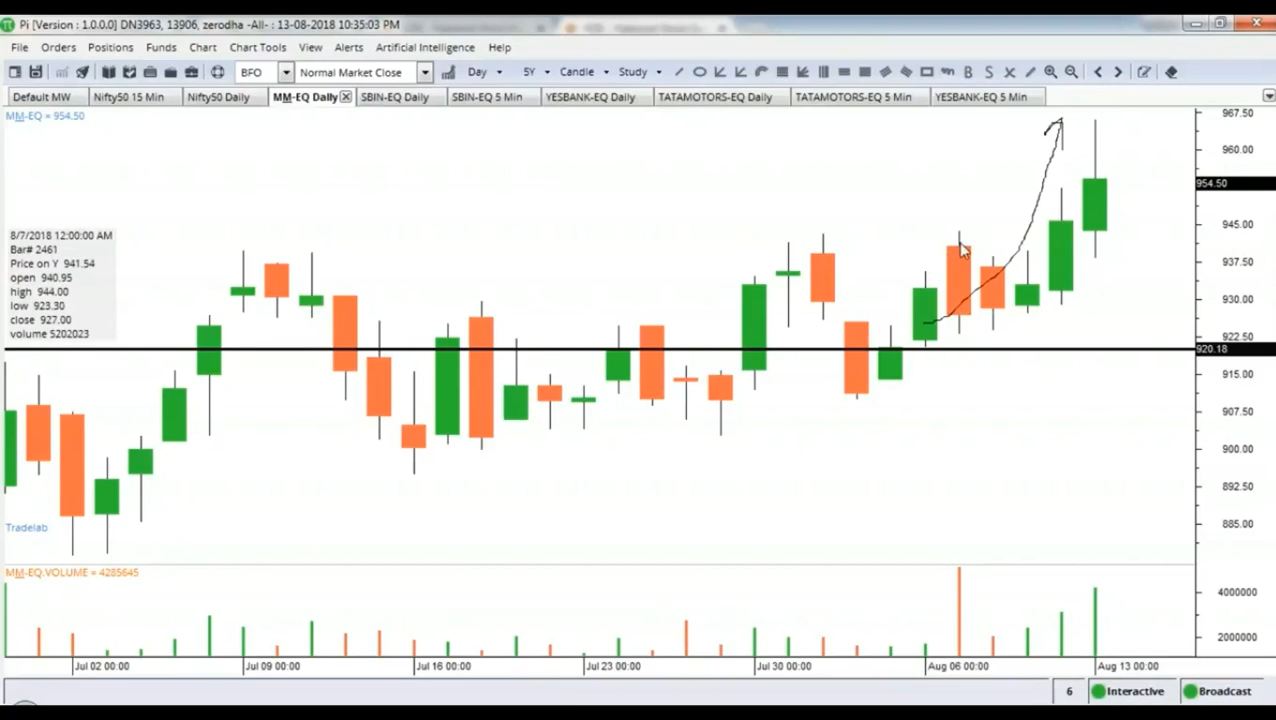 Pi [Version : 1.0.0.0] DN3963, 13906, zerodha -All- : 13-08-2018 10:35:03 PM
File Orders Positions Funds Chart Chart Tools View Alerts Artificial Intelligence Help
BFO Normal Market Close Day 5Y Candle Study B S X
Default MW Nifty50 15 Min Nifty50 Daily MM-EQ Daily SBIN-EQ Daily SBIN-EQ 5 Min YESBANK-EQ Daily TATAMOTORS-EQ Daily TATAMOTORS-EQ 5 Min YESBANK-EQ 5 Min
MM-EQ = 954.50
967.50
960.00
954.50
945.00
937.50
930.00
922.50
920.18
915.00
907.50
900.00
892.50
885.00
8/7/2018 12:00:00 AM
Bar# 2461
Price on Y 941.54
open 940.95
high 944.00
low 923.30
close 927.00
volume 5202023
Tradelab
MM-EQ.VOLUME = 4285645
4000000
2000000
Jul 02 00:00 Jul 09 00:00 Jul 16 00:00 Jul 23 00:00 Jul 30 00:00 Aug 06 00:00 Aug 13 00:00
6 Interactive Broadcast